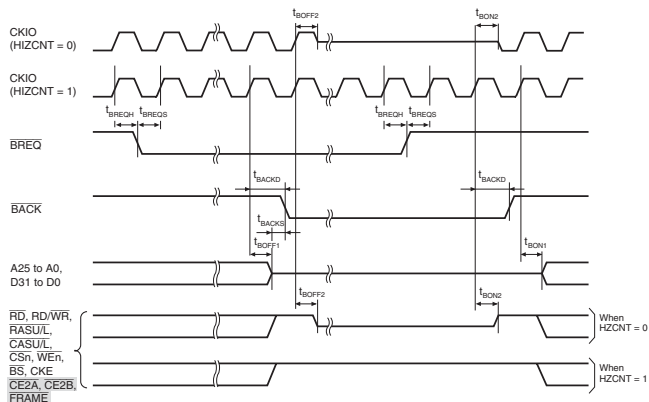 tBOFF2
tBON2
CKIO
(HIZCNT = 0)
CKIO
(HIZCNT = 1)
tBREQH tBREQS
tBREQH tBREQS
BREQ
tBACKD
tBACKD
BACK
tBACKS
tBOFF1
tBON1
A25 to A0,
D31 to D0
tBOFF2
tBON2
RD, RD/WR,
RASU/L,
CASU/L,
CSn, WEn,
BS, CKE
CE2A, CE2B,
FRAME
When
HZCNT = 0
When
HZCNT = 1